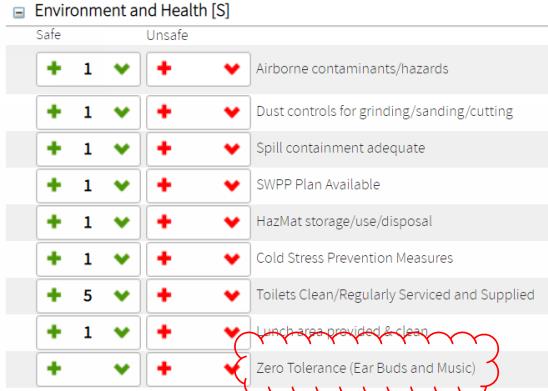 Environment and Health [S]
Safe Unsafe
1 Airborne contaminants/hazards
1 Dust controls for grinding/sanding/cutting
1 Spill containment adequate
1 SWPP Plan Available
1 HazMat storage/use/disposal
1 Cold Stress Prevention Measures
5 Toilets Clean/Regularly Serviced and Supplied
1 Lunch area provided & clean
Zero Tolerance (Ear Buds and Music)